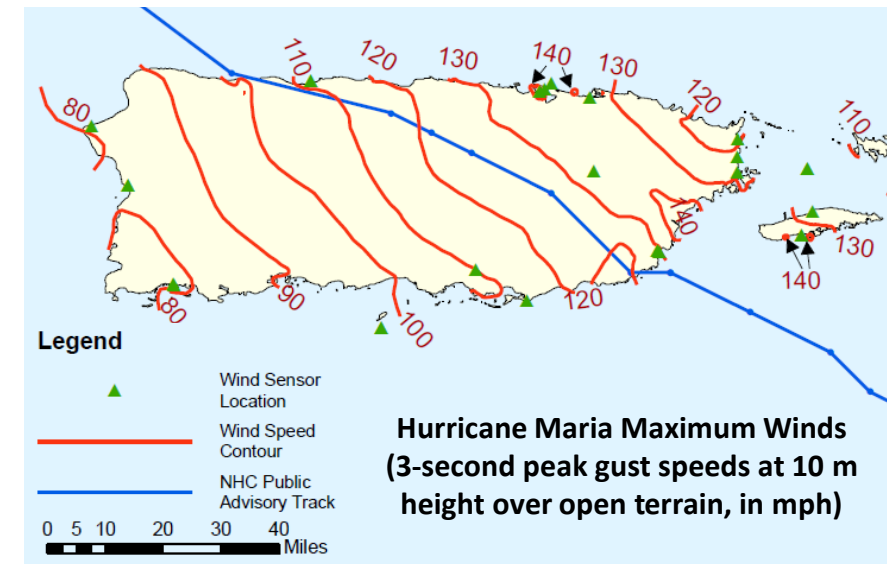 80
110
120
130
140
130
120
110
140
130
140
80
90
100
120
Legend
Wind Sensor
Location
Wind Speed
Contour
NHC Public
Advisory Track
0 5 10 20 30 40
Miles
Hurricane Maria Maximum Winds
(3-second peak gust speeds at 10 m
height over open terrain, in mph)